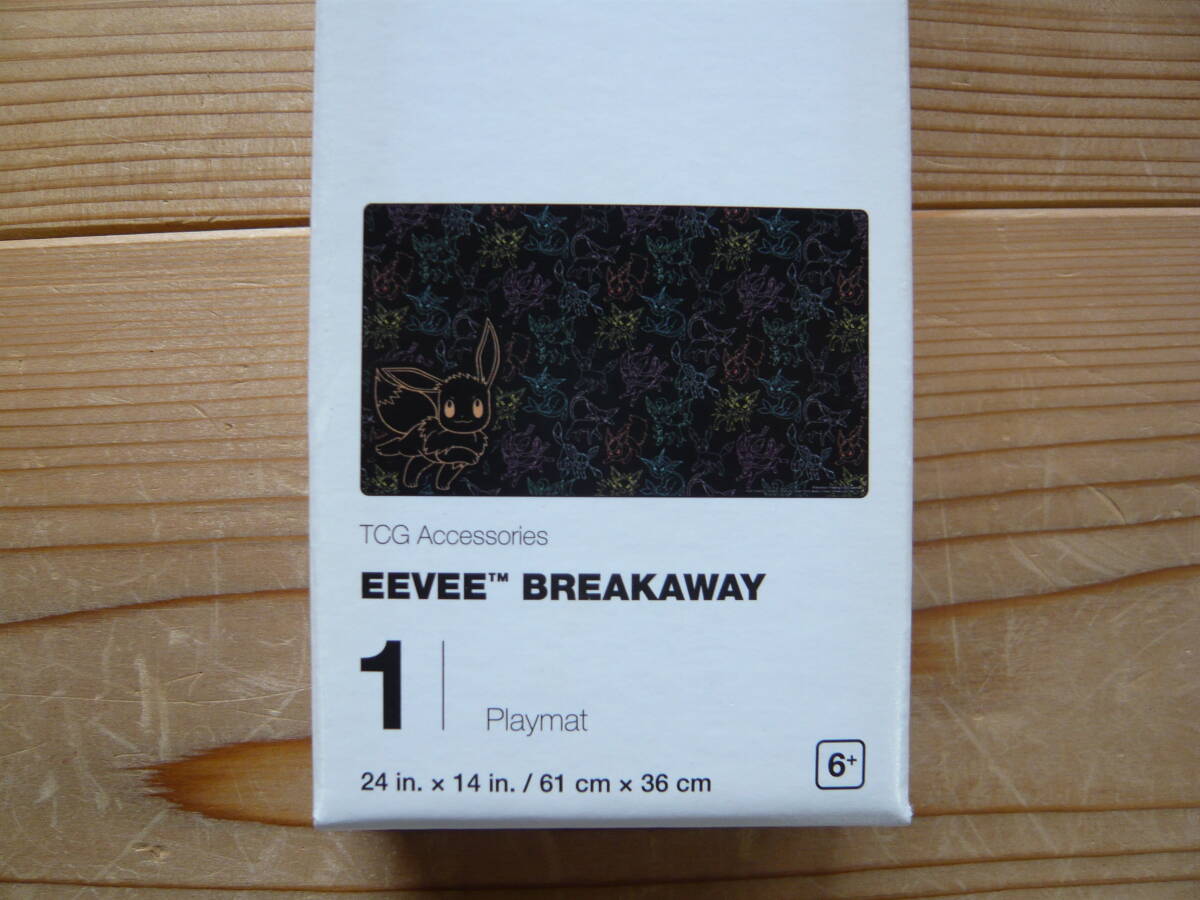 TCG Accessories
EEVEE™ BREAKAWAY
1
Playmat
24 in. × 14 in. / 61 cm × 36 cm
6+